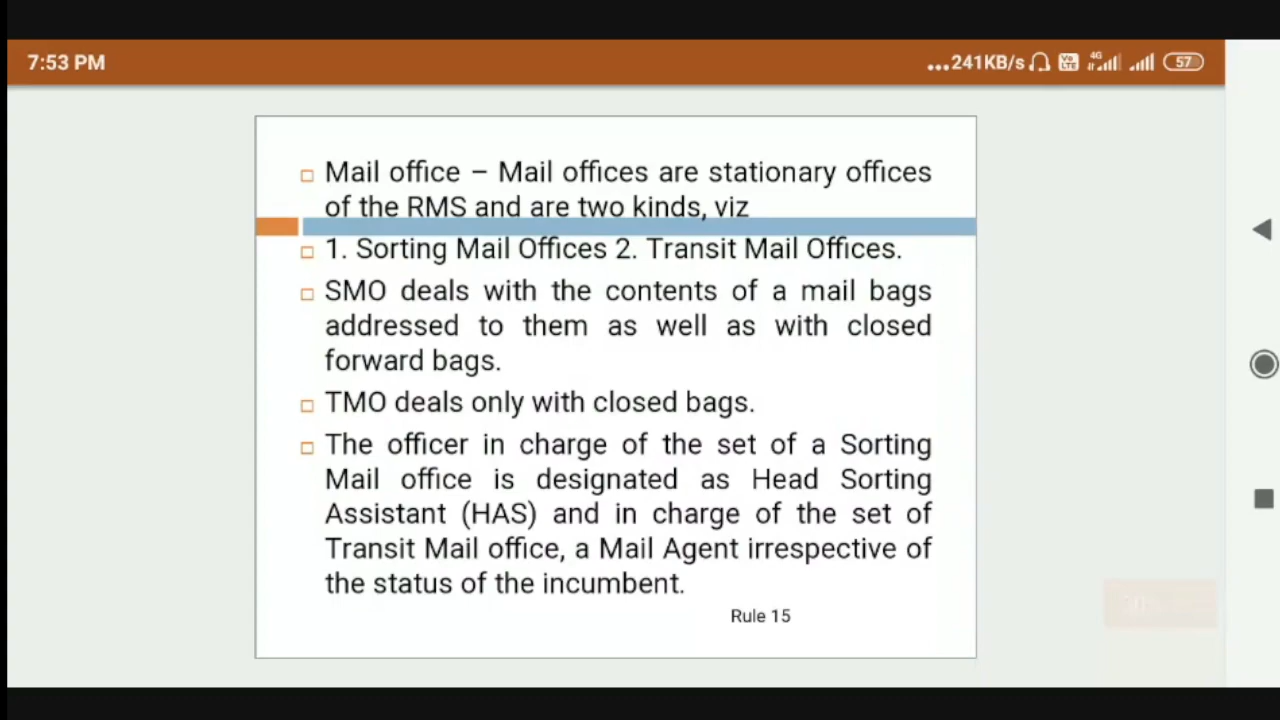 7:53 PM
...241KB/s VoLTE 4G 57
Mail office – Mail offices are stationary offices
of the RMS and are two kinds, viz
1. Sorting Mail Offices 2. Transit Mail Offices.
SMO deals with the contents of a mail bags
addressed to them as well as with closed
forward bags.
TMO deals only with closed bags.
The officer in charge of the set of a Sorting
Mail office is designated as Head Sorting
Assistant (HAS) and in charge of the set of
Transit Mail office, a Mail Agent irrespective of
the status of the incumbent.
Rule 15